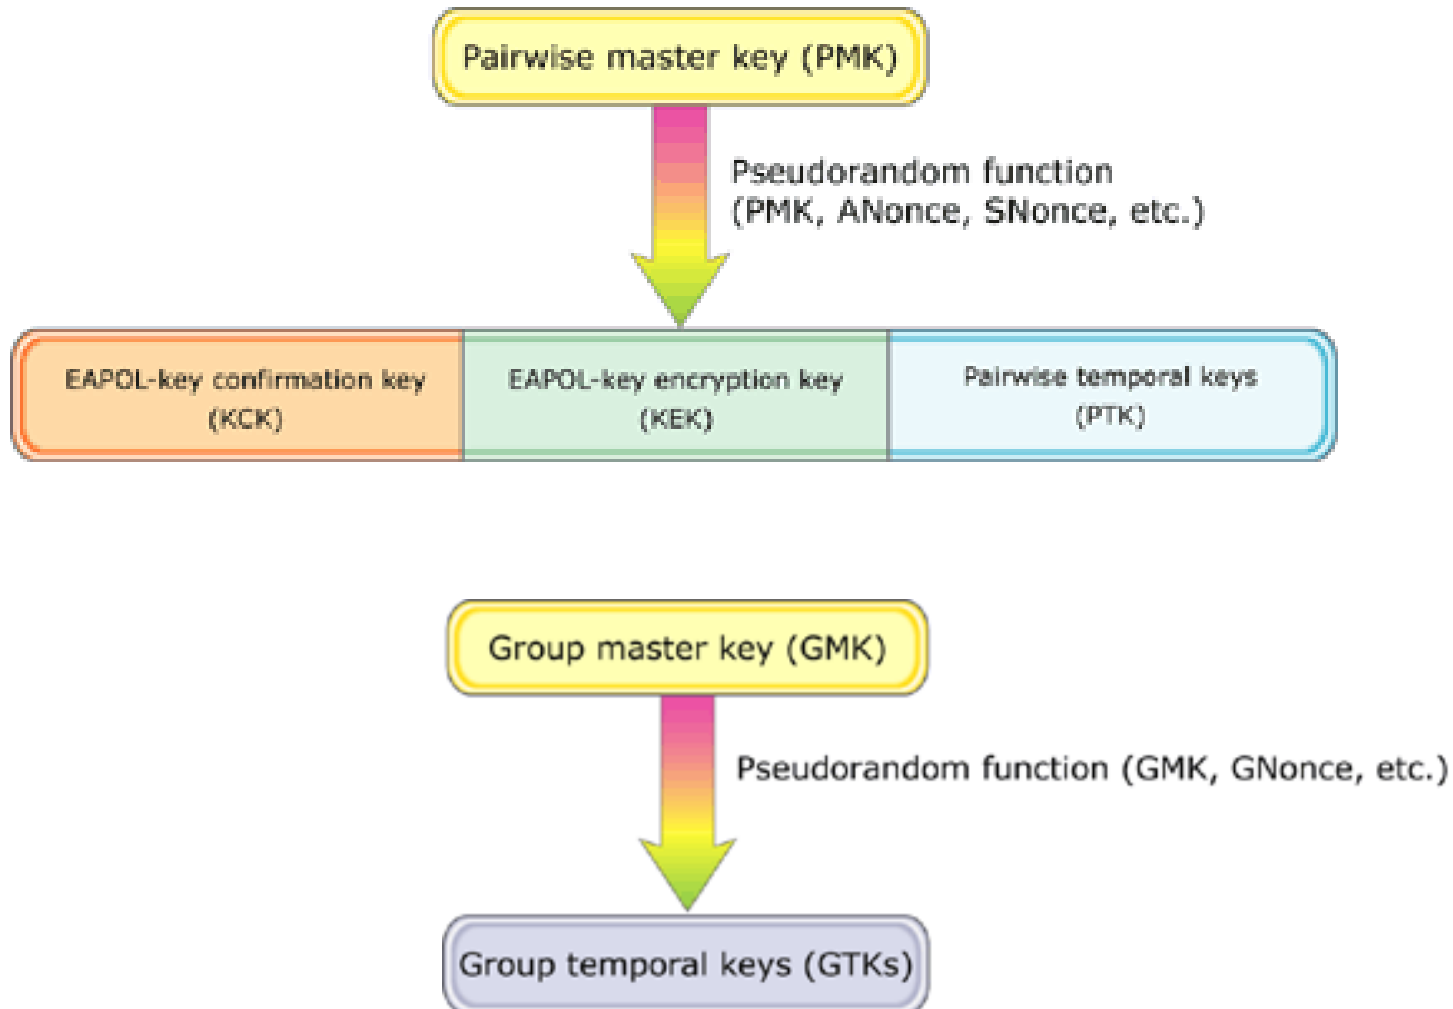 Pairwise master key (PMK)
Pseudorandom function
(PMK, ANonce, SNonce, etc.)
EAPOL-key confirmation key
(KCK)
EAPOL-key encryption key
(KEK)
Pairwise temporal keys
(PTK)
Group master key (GMK)
Pseudorandom function (GMK, GNonce, etc.)
Group temporal keys (GTKs)